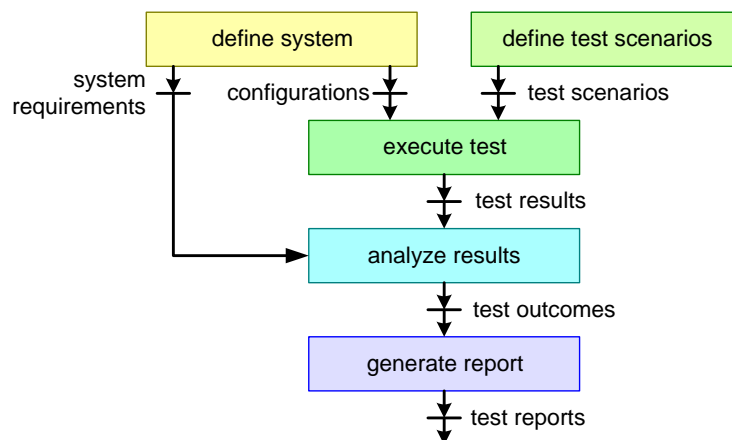 define system
define test scenarios
system
requirements
configurations
test scenarios
execute test
test results
analyze results
test outcomes
generate report
test reports